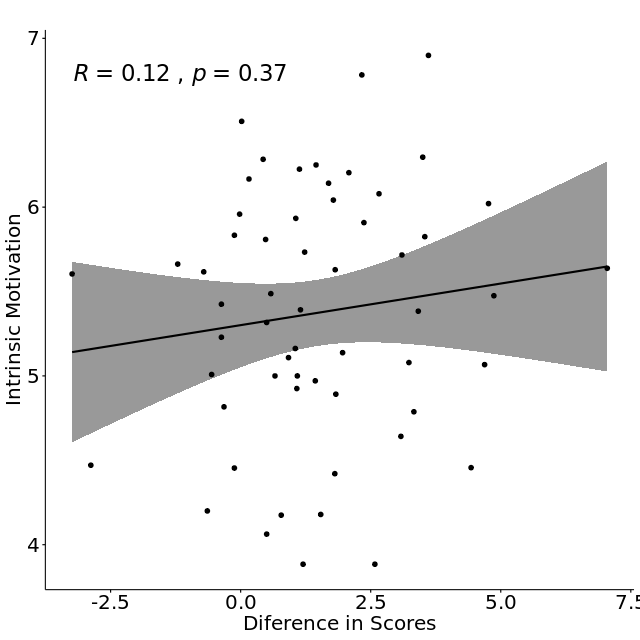 7
R = 0.12 , p = 0.37
6
5
4
Intrinsic Motivation
-2.5 0.0 2.5 5.0 7.5
Diference in Scores